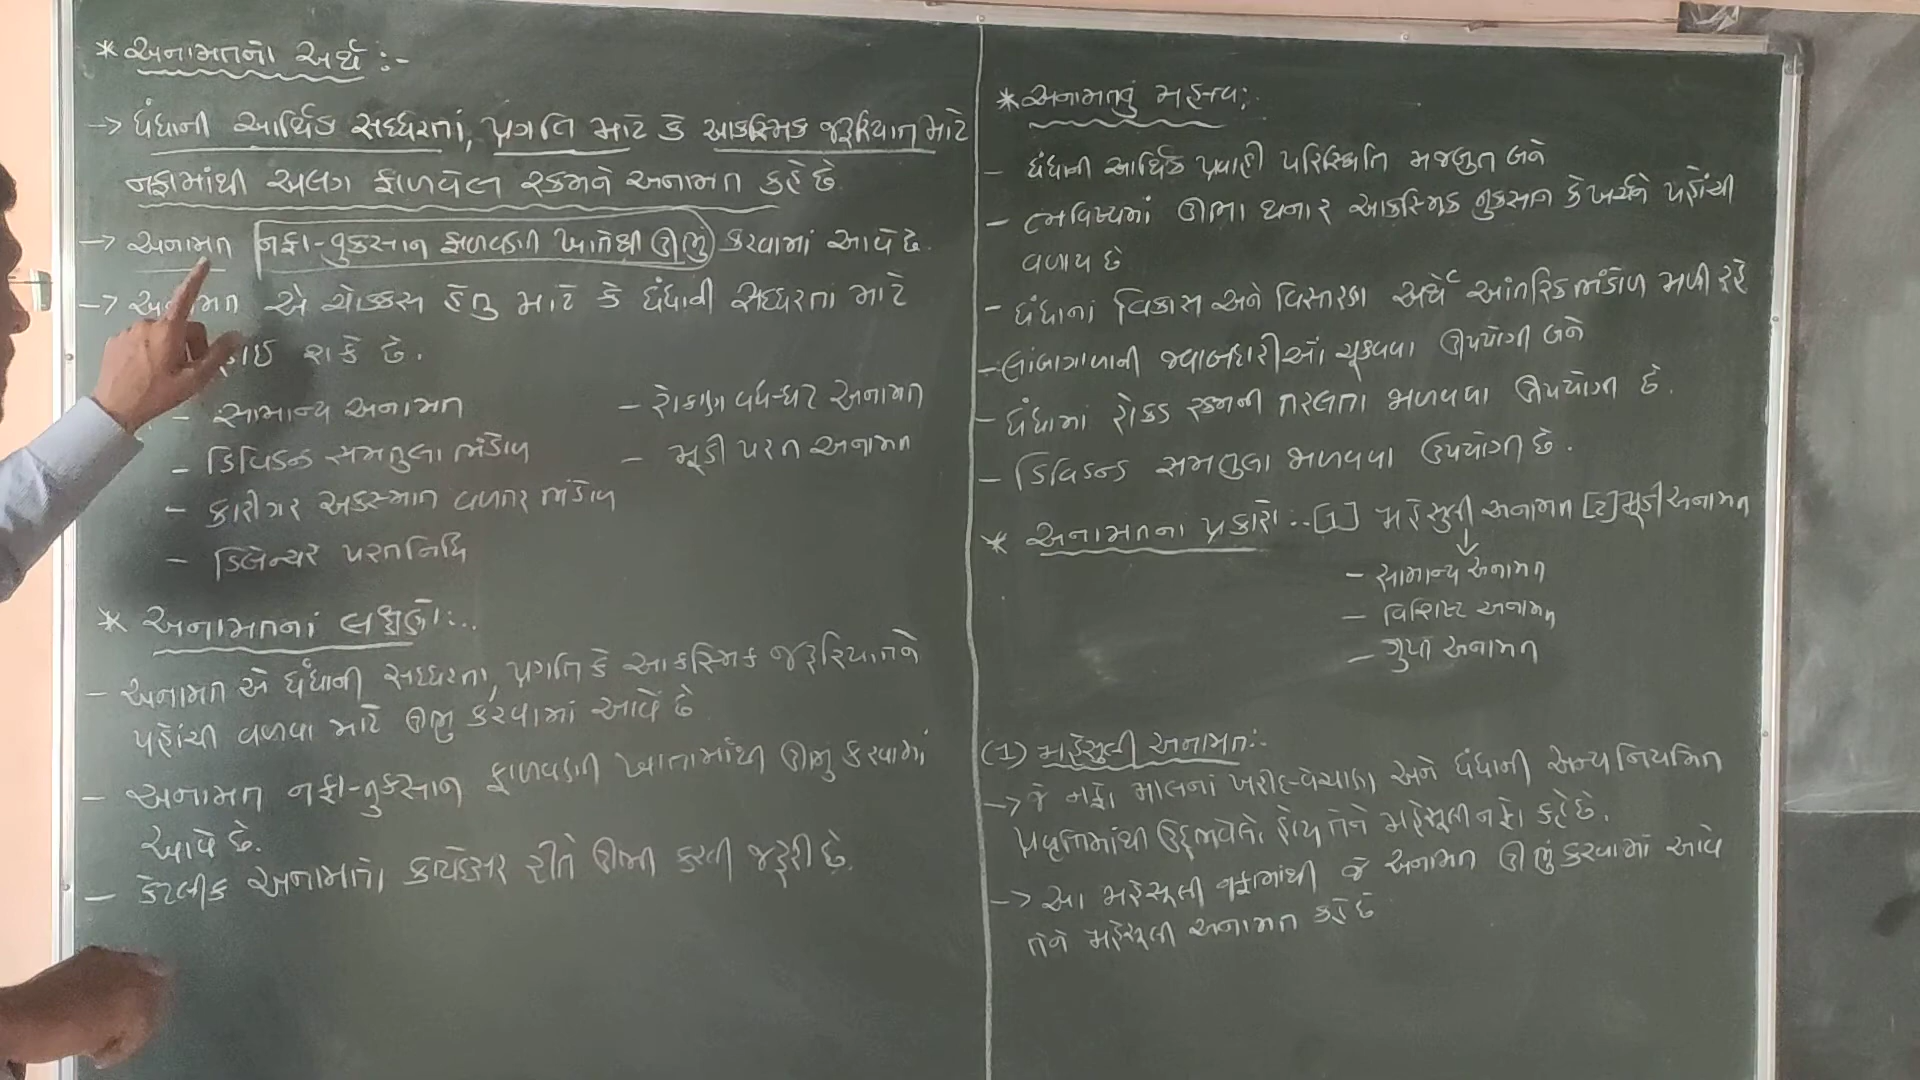 * અનામતનો અર્થ :-
-> ધંધાની આર્થિક સધ્ધરતાં, પ્રગતિ માટે કે આકસ્મિક જરૂરિયાત માટે
નફામાંથી અલગ ફાળવેલ રકમને અનામત કહે છે.
-> અનામત નફા-નુકસાન ફાળવણી ખાતેથી ઊભું કરવામાં આવે છે.
-> અનામત એ ચોક્કસ હેતુ માટે કે ધંધાની સધ્ધરતાં માટે
શકે છે.
- સામાન્ય અનામત
- ડિવિડન્ડ સમતુલા ભંડોળ
- કારીગર અકસ્માત વળતર ભંડોળ
- ડિબેન્ચર પરતનિધિ
- રોકાણ વધ-ઘટ અનામત
- મૂડી પરત અનામત
* અનામતનાં લક્ષણો :..
- અનામત એ ધંધાની સધ્ધરતા, પ્રગતિ કે આકસ્મિક જરૂરિયાતને
પહોંચી વળવા માટે ઊભુ કરવામાં આવે છે
- અનામત નફા-નુકસાન ફાળવણી ખાતામાંથી ઊભુ કરવામાં
આવે છે.
- કેટલીક અનામતો કાયદેસર રીતે ઊભી કરવી જરૂરી છે.
* અનામતનું મહત્વ :
- ધંધાની આર્થિક પ્રવાહી પરિસ્થિતિ મજબુત બને
- ભવિષ્યમાં ઊભા થનાર આકસ્મિક નુકસાન કે ખર્ચને પહોંચી
વળાય છે
- ધંધાનાં વિકાસ અને વિસ્તરણ અર્થે આંતરિક ભંડોળ મળી રહે
- લાંબાગાળાની જવાબદારીઓ ચૂકવવા ઊપયોગી બને
- ધંધામાં રોકડ રકમની તરલતા જાળવવા ઊપયોગી છે.
- ડિવિડન્ડ સમતુલા જાળવવા ઉપયોગી છે.
* અનામતના પ્રકારો :.. [1] મહેસુલી અનામત [2] મૂડી અનામત
- સામાન્ય અનામત
- વિશિષ્ટ અનામત
- ગુપ્ત અનામત
(1) મહેસુલી અનામત :-
-> જે નફો માલનાં ખરીદ-વેચાણ અને ધંધાની અન્ય નિયમિત
પ્રવૃત્તિમાંથી ઉદ્દભવેલો હોય તેને મહેસૂલી નફો કહે છે.
-> આ મહેસૂલી નફામાંથી જે અનામત ઊભું કરવામાં આવે
તેને મહેસૂલી અનામત કહે છે